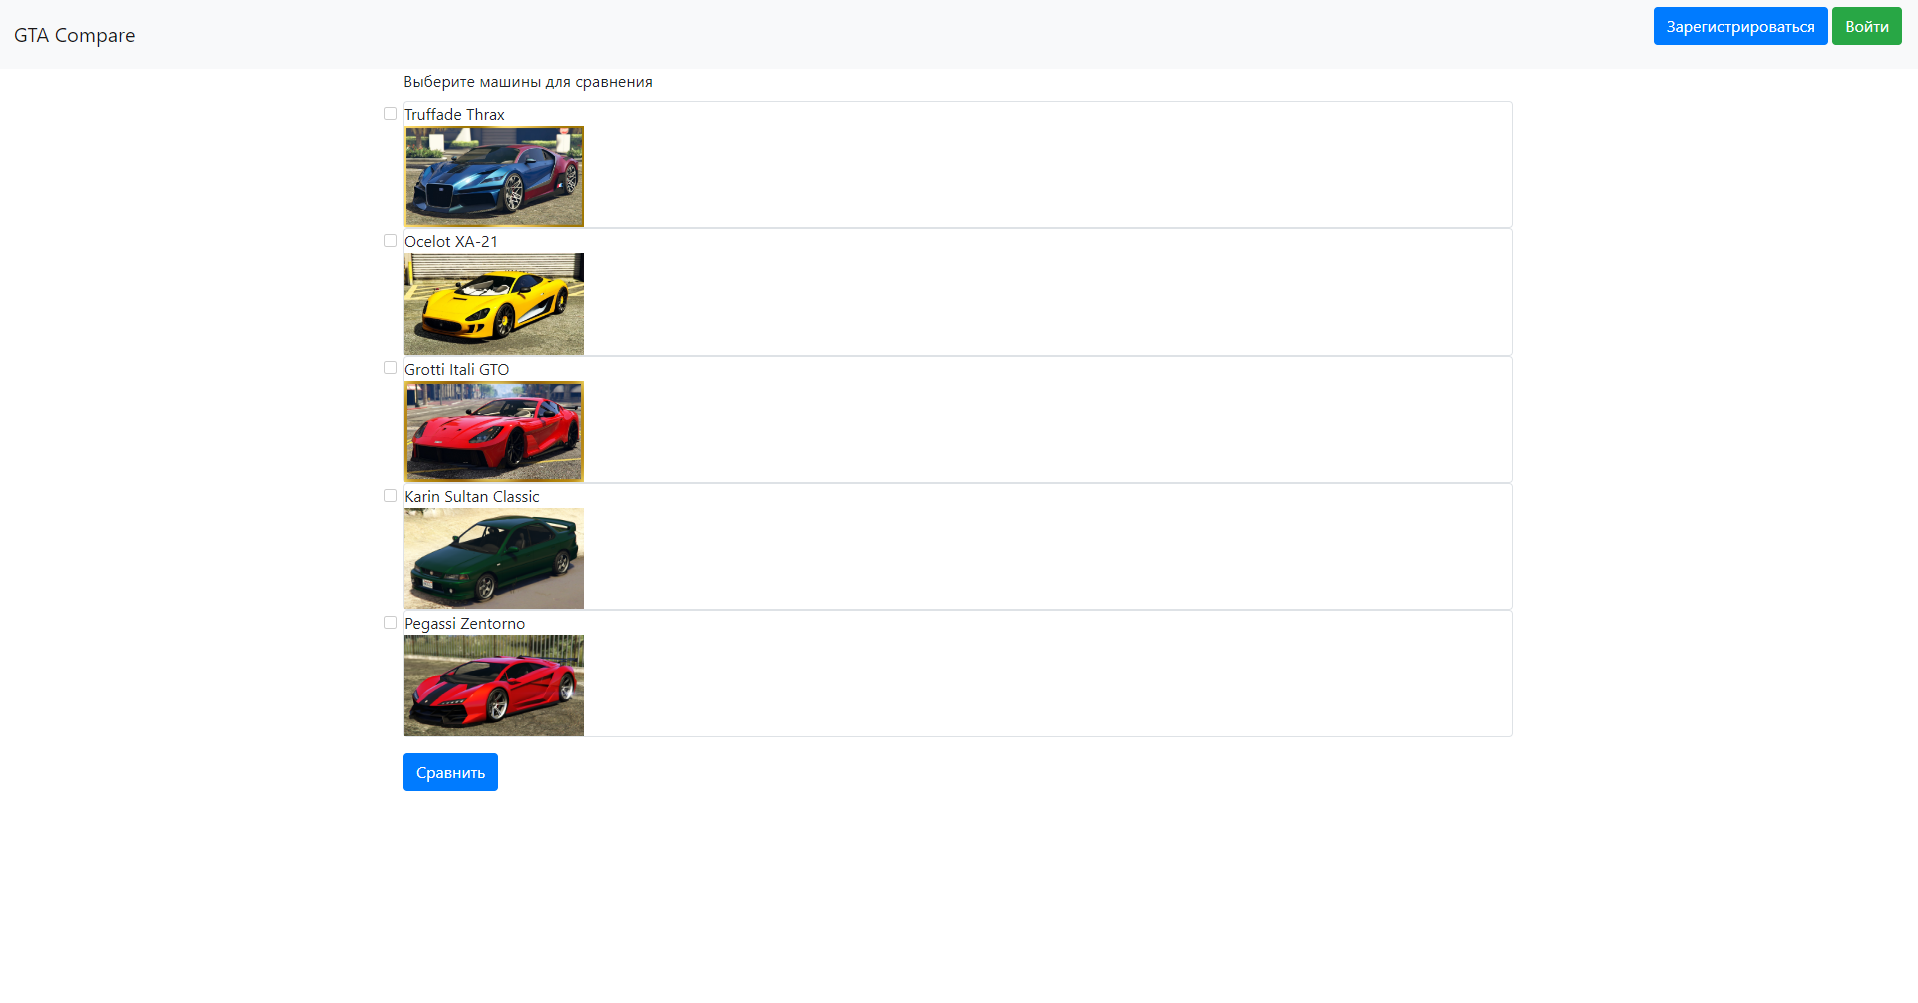 GTA Compare
Зарегистрироваться
Войти
Выберите машины для сравнения
Truffade Thrax
Ocelot XA-21
Grotti Itali GTO
Karin Sultan Classic
Pegassi Zentorno
Сравнить